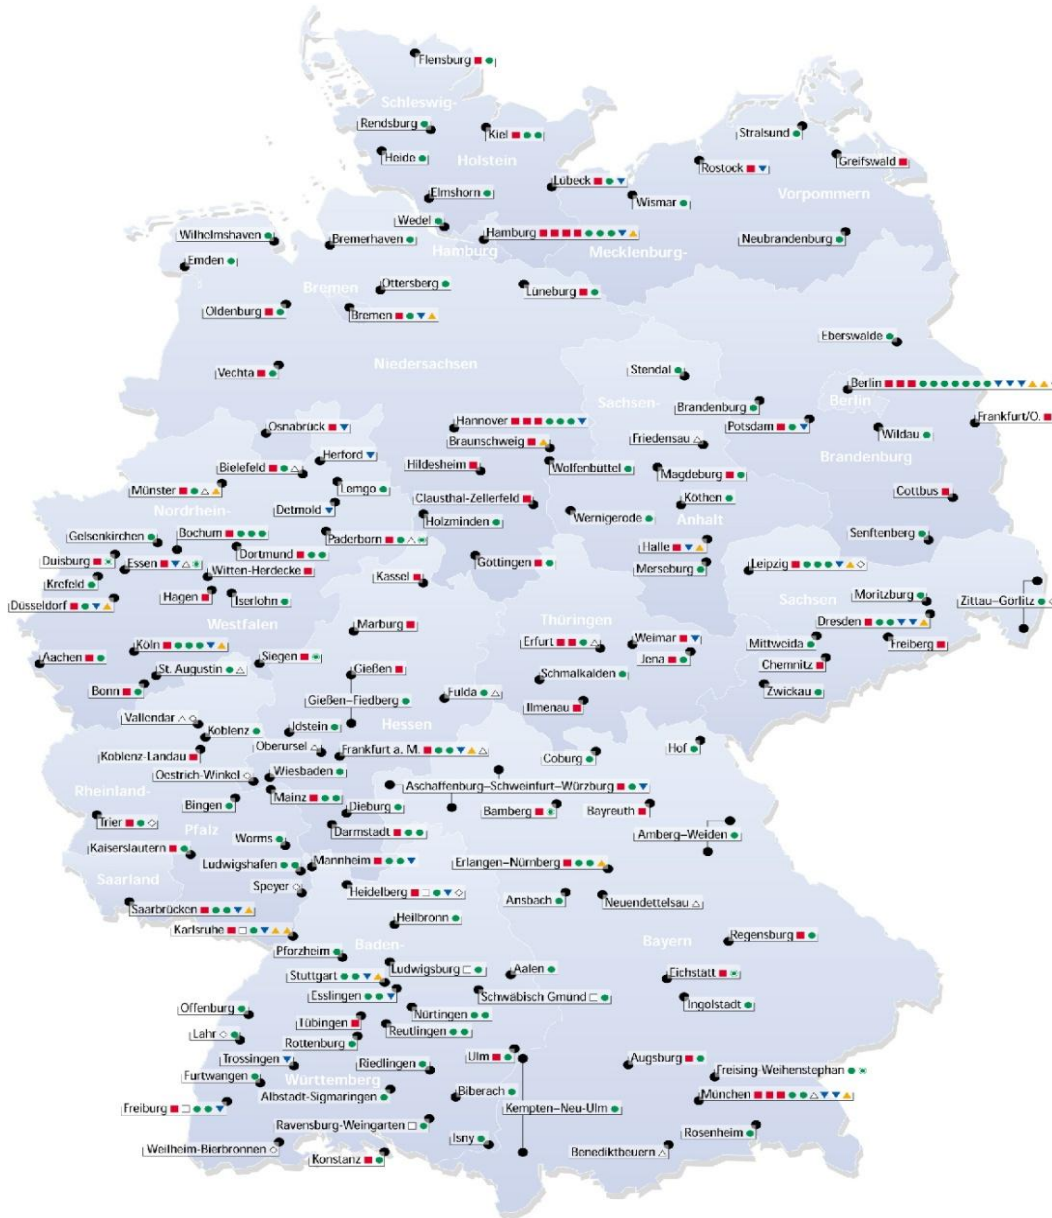 Flensburg
Schleswig-
Rendsburg
Kiel
Stralsund
Heide
Holstein
Rostock
Greifswald
Lübeck
Vorpommern
Elmshorn
Wismar
Wedel
Wilhelmshaven
Bremerhaven
Hamburg
Neubrandenburg
Hamburg
Mecklenburg-
Emden
Ottersberg
Bremen
Lüneburg
Oldenburg
Bremen
Eberswalde
Niedersachsen
Vechta
Stendal
Berlin
Sachsen-
Brandenburg
Berlin
Hannover
Potsdam
Frankfurt/O.
Osnabrück
Braunschweig
Friedensau
Wildau
Herford
Bielefeld
Hildesheim
Wolfenbüttel
Magdeburg
Brandenburg
Münster
Lemgo
Clausthal-Zellerfeld
Köthen
Cottbus
Detmold
Nordrhein-
Holzminden
Wernigerode
Anhalt
Gelsenkirchen
Bochum
Paderborn
Senftenberg
Duisburg
Essen
Dortmund
Göttingen
Halle
Merseburg
Leipzig
Krefeld
Witten-Herdecke
Kassel
Düsseldorf
Hagen
Iserlohn
Moritzburg
Zittau–Görlitz
Sachsen
Westfalen
Marburg
Thüringen
Dresden
Köln
Erfurt
Weimar
Mittweida
Freiberg
Aachen
St. Augustin
Siegen
Gießen
Jena
Chemnitz
Bonn
Schmalkalden
Zwickau
Gießen–Fiedberg
Fulda
Ilmenau
Vallendar
Koblenz
Idstein
Hessen
Koblenz-Landau
Oberursel
Frankfurt a. M.
Coburg
Hof
Oestrich-Winkel
Wiesbaden
Aschaffenburg–Schweinfurt–Würzburg
Rheinland-
Bingen
Mainz
Dieburg
Bamberg
Bayreuth
Trier
Pfalz
Darmstadt
Amberg–Weiden
Kaiserslautern
Worms
Ludwigshafen
Mannheim
Erlangen–Nürnberg
Saarland
Speyer
Heidelberg
Ansbach
Neuendettelsau
Saarbrücken
Heilbronn
Karlsruhe
Baden-
Bayern
Regensburg
Pforzheim
Ludwigsburg
Aalen
Eichstätt
Stuttgart
Esslingen
Schwäbisch Gmünd
Ingolstadt
Offenburg
Nürtingen
Tübingen
Reutlingen
Lahr
Rottenburg
Trossingen
Riedlingen
Ulm
Augsburg
Furtwangen
Württemberg
Freising-Weihenstephan
Albstadt-Sigmaringen
Biberach
Freiburg
Kempten–Neu-Ulm
München
Ravensburg-Weingarten
Rosenheim
Weilheim-Bierbronnen
Isny
Benediktbeuern
Konstanz